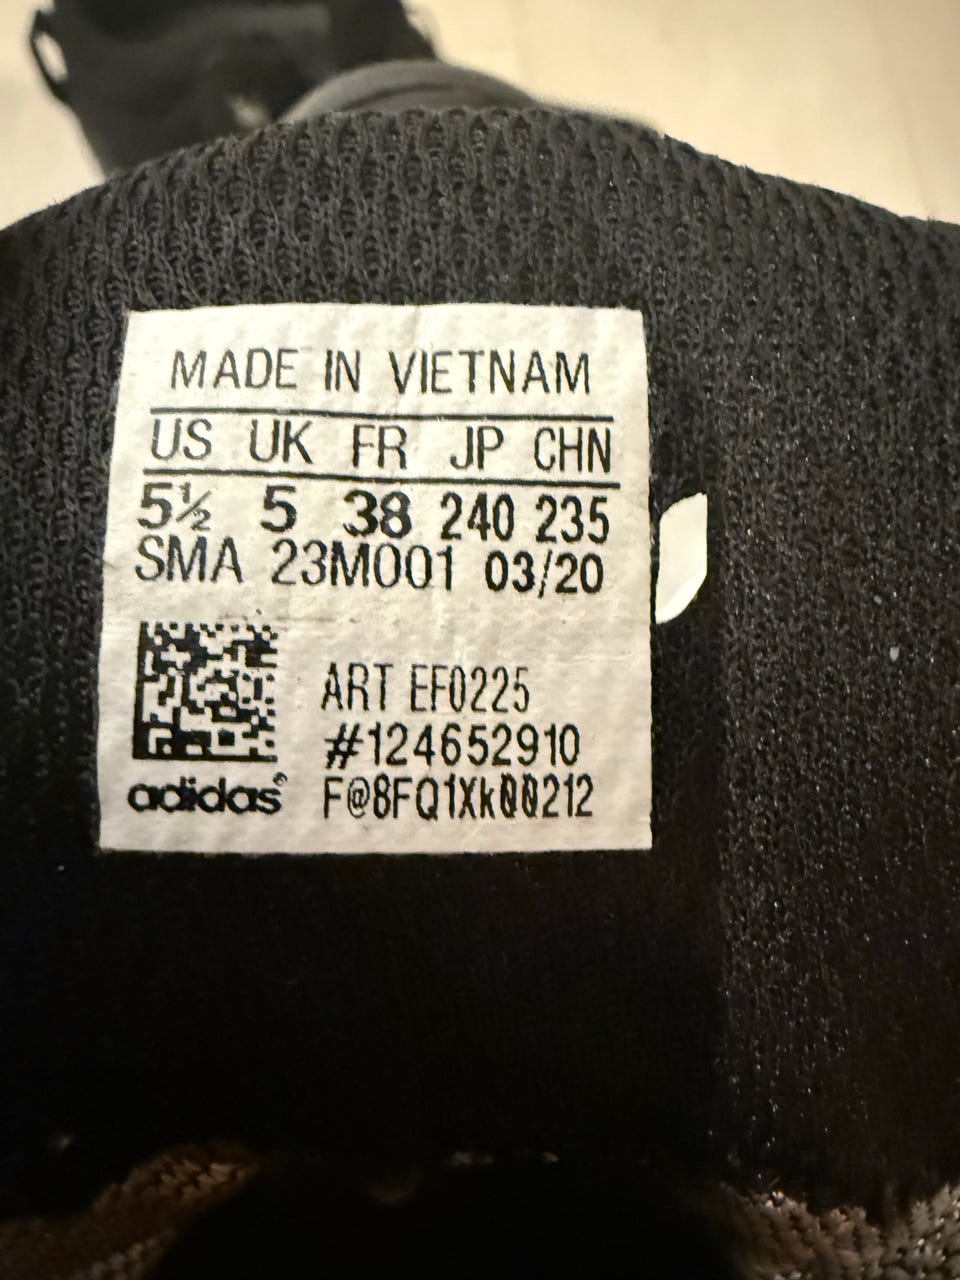 MADE IN VIETNAM
US UK FR JP CHN
5½ 5 38 240 235
SMA 23M001 03/20
ART EF0225
#124652910
F@8FQ1Xk00212
adidas®